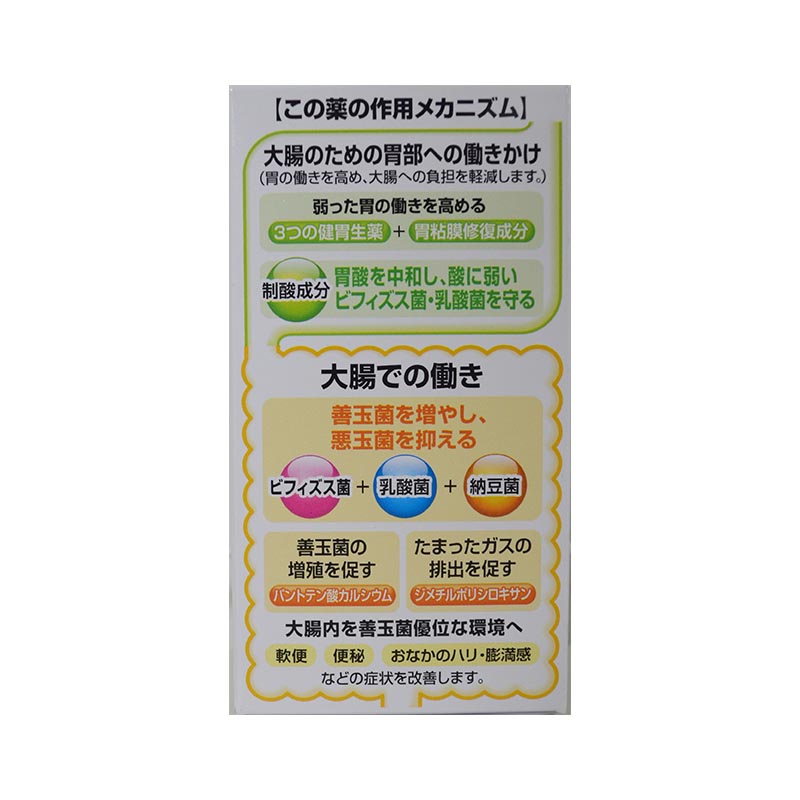 【この薬の作用メカニズム】
大腸のための胃部への働きかけ
（胃の働きを高め、大腸への負担を軽減します。）
弱った胃の働きを高める
3つの健胃生薬 + 胃粘膜修復成分
制酸成分
胃酸を中和し、酸に弱い
ビフィズス菌・乳酸菌を守る
大腸での働き
善玉菌を増やし、
悪玉菌を抑える
ビフィズス菌 + 乳酸菌 + 納豆菌
善玉菌の
増殖を促す
パントテン酸カルシウム
たまったガスの
排出を促す
ジメチルポリシロキサン
大腸内を善玉菌優位な環境へ
軟便 便秘 おなかのハリ・膨満感
などの症状を改善します。